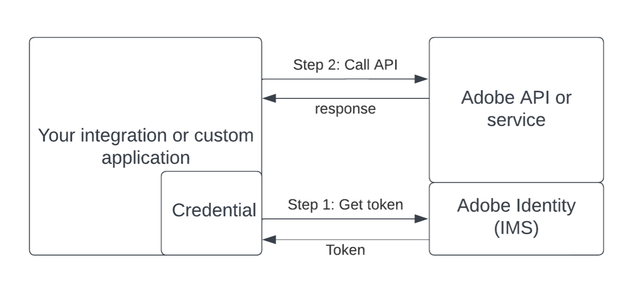 Step 2: Call API
response
Your integration or custom
application
Adobe API or
service
Credential
Step 1: Get token
Token
Adobe Identity
(IMS)